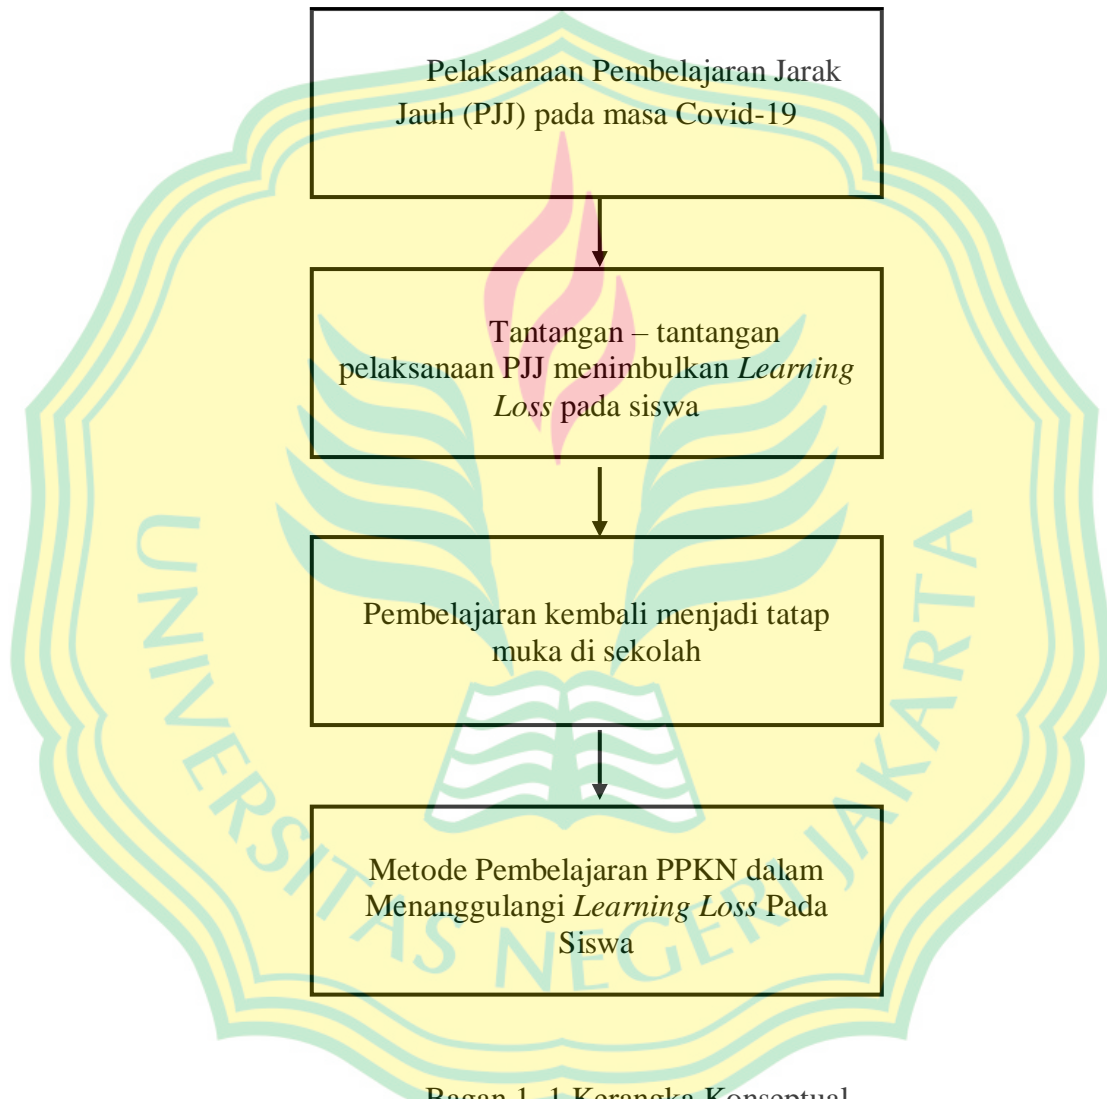 Pelaksanaan Pembelajaran Jarak
Jauh (PJJ) pada masa Covid-19
Tantangan – tantangan
pelaksanaan PJJ menimbulkan Learning
Loss pada siswa
Pembelajaran kembali menjadi tatap
muka di sekolah
Metode Pembelajaran PPKN dalam
Menanggulangi Learning Loss Pada
Siswa
UNIVERSITAS NEGERI JAKARTA
Bagan 1. 1 Kerangka Konseptual